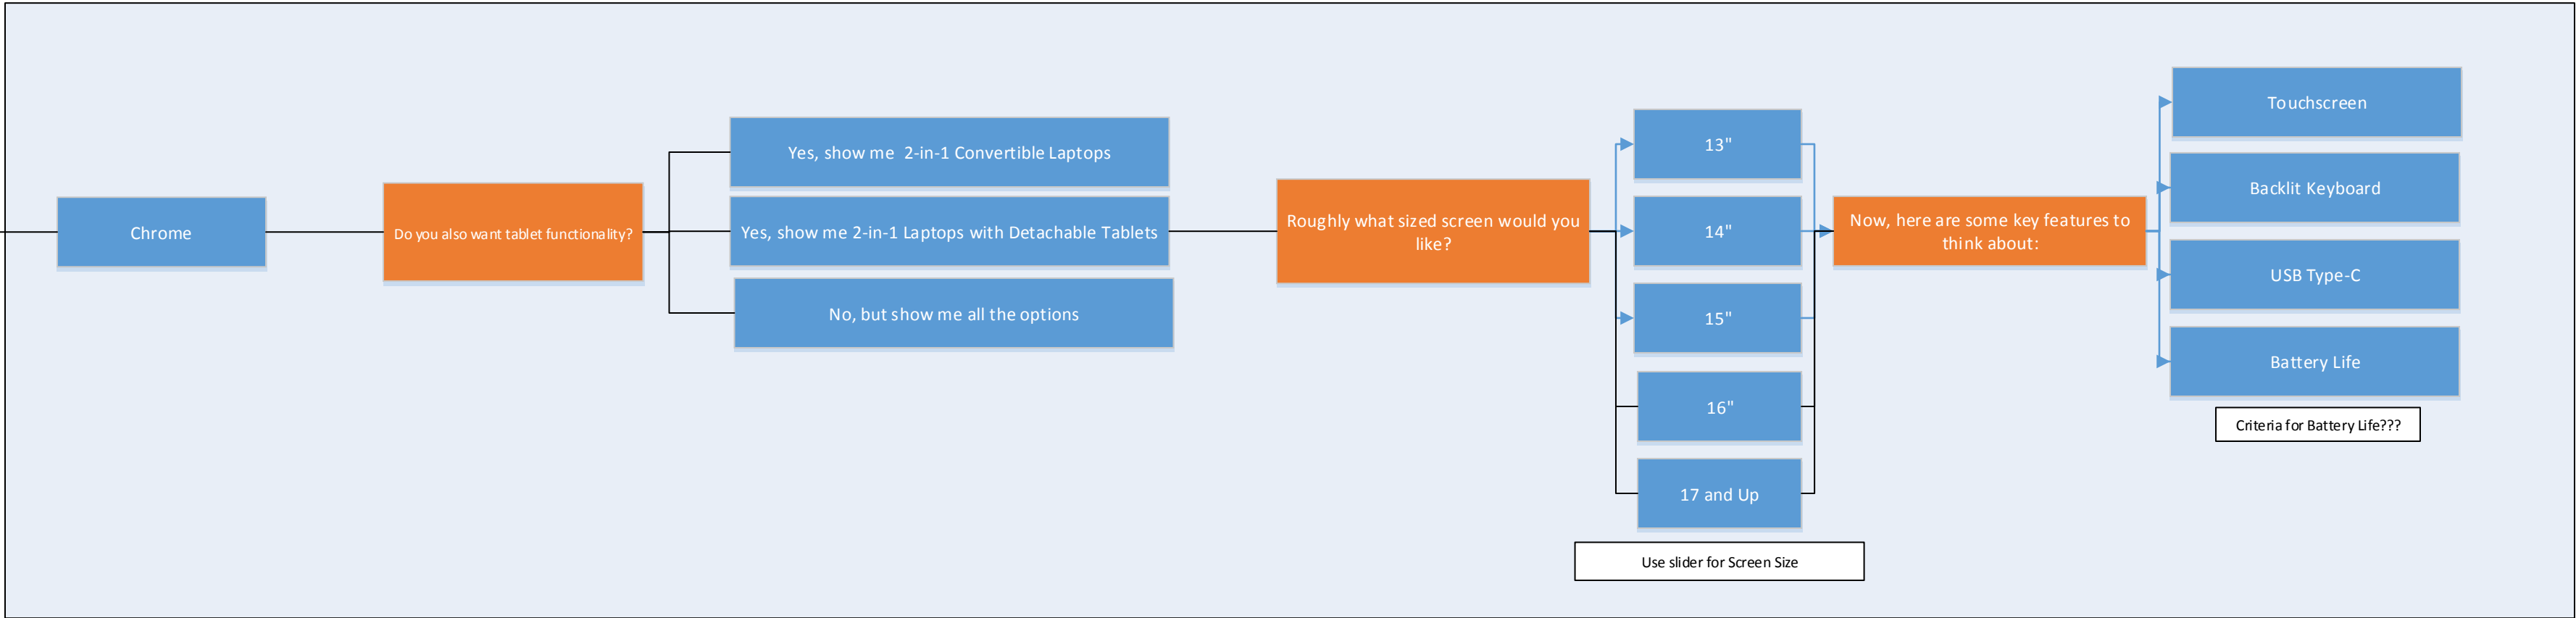 Chrome
Do you also want tablet functionality?
Yes, show me  2-in-1 Convertible Laptops
Yes, show me 2-in-1 Laptops with Detachable Tablets
No, but show me all the options
Roughly what sized screen would you
like?
13"
14"
15"
16"
17 and Up
Use slider for Screen Size
Now, here are some key features to
think about:
Touchscreen
Backlit Keyboard
USB Type-C
Battery Life
Criteria for Battery Life???